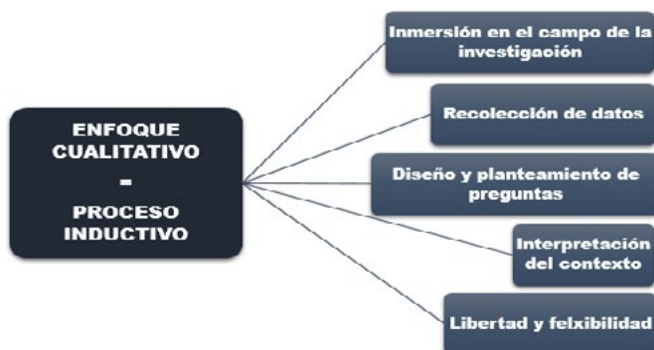 ENFOQUE
CUALITATIVO
=
PROCESO
INDUCTIVO
Inmersión en el campo de la
investigación
Recolección de datos
Diseño y planteamiento de
preguntas
Interpretación
del contexto
Libertad y felxibilidad